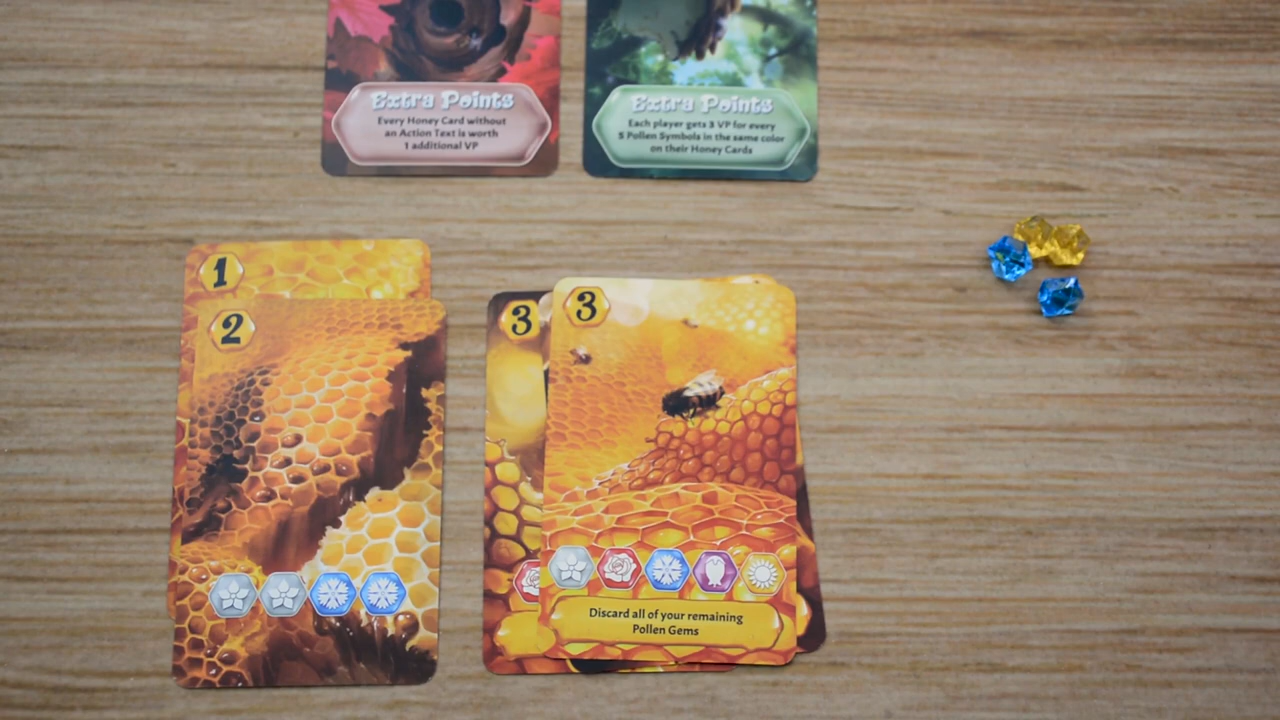 Extra Points
Every Honey Card without
an Action Text is worth
1 additional VP
Extra Points
Each player gets 3 VP for every
5 Pollen Symbols in the same color
on their Honey Cards
1
2
3
3
Discard all of your remaining
Pollen Gems